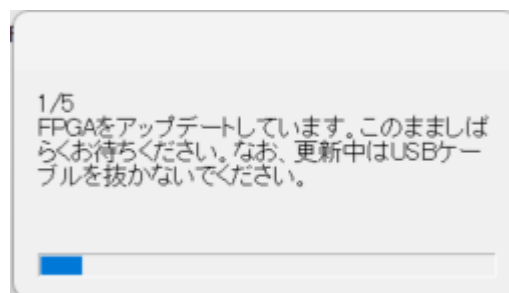 1/5
FPGAをアップデートしています。このまましば
らくお待ちください。なお、更新中はUSBケー
ブルを抜かないでください。